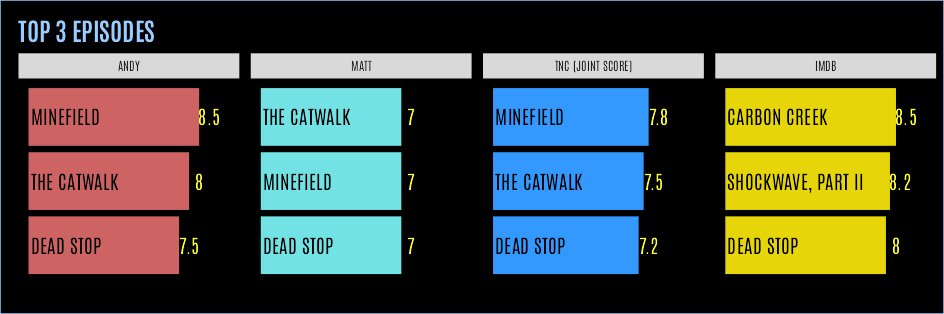 TOP 3 EPISODES
ANDY
MINEFIELD 8.5
THE CATWALK 8
DEAD STOP 7.5
MATT
THE CATWALK 7
MINEFIELD 7
DEAD STOP 7
TNC (JOINT SCORE)
MINEFIELD 7.8
THE CATWALK 7.5
DEAD STOP 7.2
IMDB
CARBON CREEK 8.5
SHOCKWAVE, PART II 8.2
DEAD STOP 8